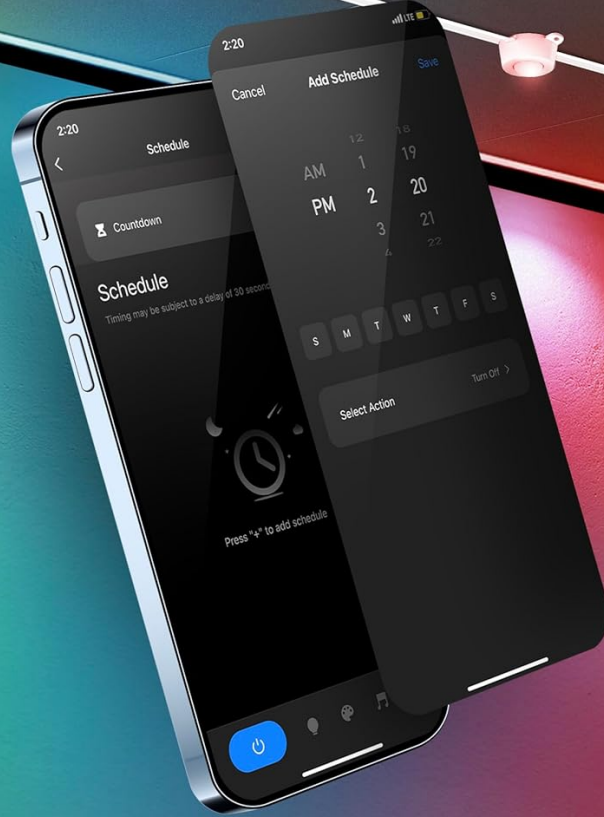 2:20
Schedule
Countdown
Schedule
Timing may be subject to a delay of 30 second
Press "+" to add schedule
2:20
LTE
Cancel
Add Schedule
Save
12 18
AM 1 19
PM 2 20
3 21
4 22
S M T W T F S
Select Action
Turn Off >